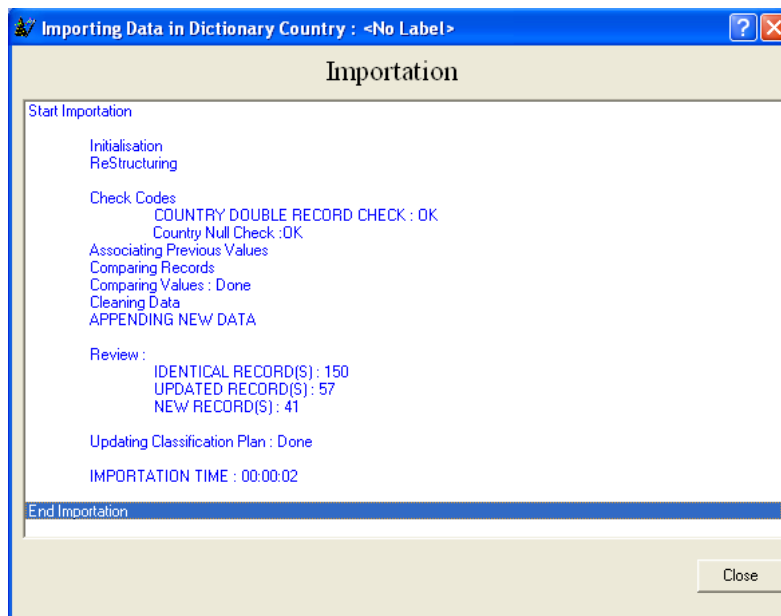 Importing Data in Dictionary Country : <No Label>
Importation
Start Importation
Initialisation
ReStructuring
Check Codes
COUNTRY DOUBLE RECORD CHECK : OK
Country Null Check :OK
Associating Previous Values
Comparing Records
Comparing Values : Done
Cleaning Data
APPENDING NEW DATA
Review :
IDENTICAL RECORD(S) : 150
UPDATED RECORD(S) : 57
NEW RECORD(S) : 41
Updating Classification Plan : Done
IMPORTATION TIME : 00:00:02
End Importation
Close